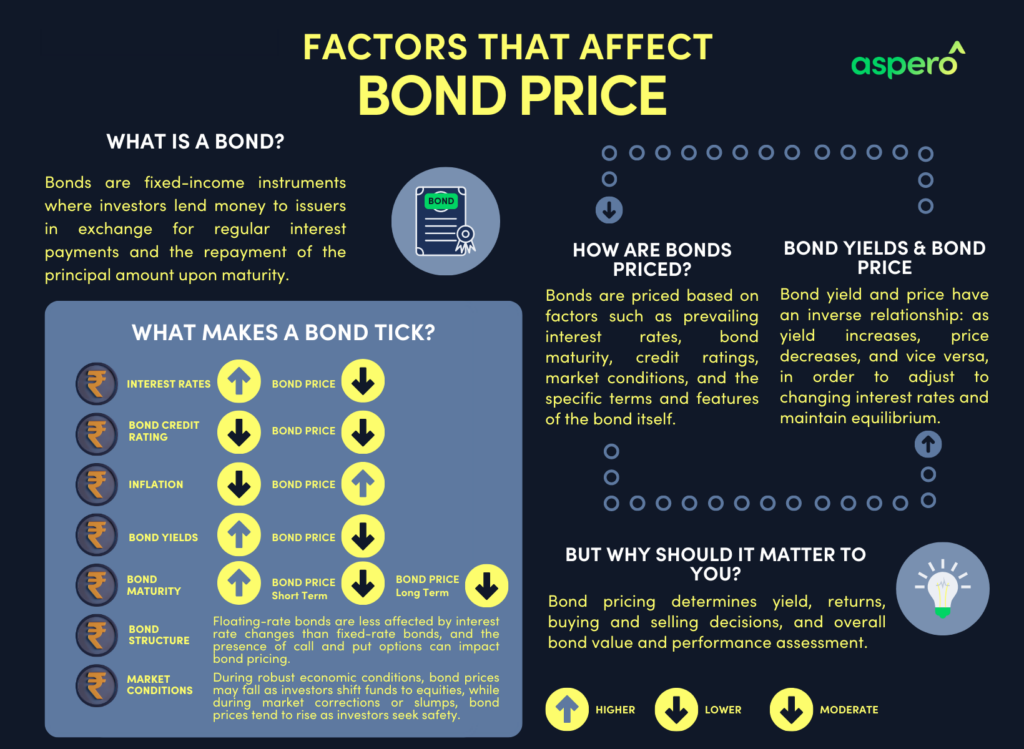 FACTORS THAT AFFECT
BOND PRICE
aspero
WHAT IS A BOND?
Bonds are fixed-income instruments
where investors lend money to issuers
in exchange for regular interest
payments and the repayment of the
principal amount upon maturity.
BOND
WHAT MAKES A BOND TICK?
₹ INTEREST RATES BOND PRICE
₹ BOND CREDIT
RATING BOND PRICE
₹ INFLATION BOND PRICE
₹ BOND YIELDS BOND PRICE
₹ BOND
MATURITY
BOND PRICE
Short Term
BOND PRICE
Long Term
₹ BOND
STRUCTURE
Floating-rate bonds are less affected by interest
rate changes than fixed-rate bonds, and the
presence of call and put options can impact
bond pricing.
₹ MARKET
CONDITIONS
During robust economic conditions, bond prices
may fall as investors shift funds to equities, while
during market corrections or slumps, bond
prices tend to rise as investors seek safety.
HOW ARE BONDS
PRICED?
Bonds are priced based on
factors such as prevailing
interest rates, bond
maturity, credit ratings,
market conditions, and the
specific terms and features
of the bond itself.
BOND YIELDS & BOND
PRICE
Bond yield and price have
an inverse relationship: as
yield increases, price
decreases, and vice versa,
in order to adjust to
changing interest rates and
maintain equilibrium.
BUT WHY SHOULD IT MATTER TO
YOU?
Bond pricing determines yield, returns,
buying and selling decisions, and overall
bond value and performance assessment.
HIGHER LOWER MODERATE